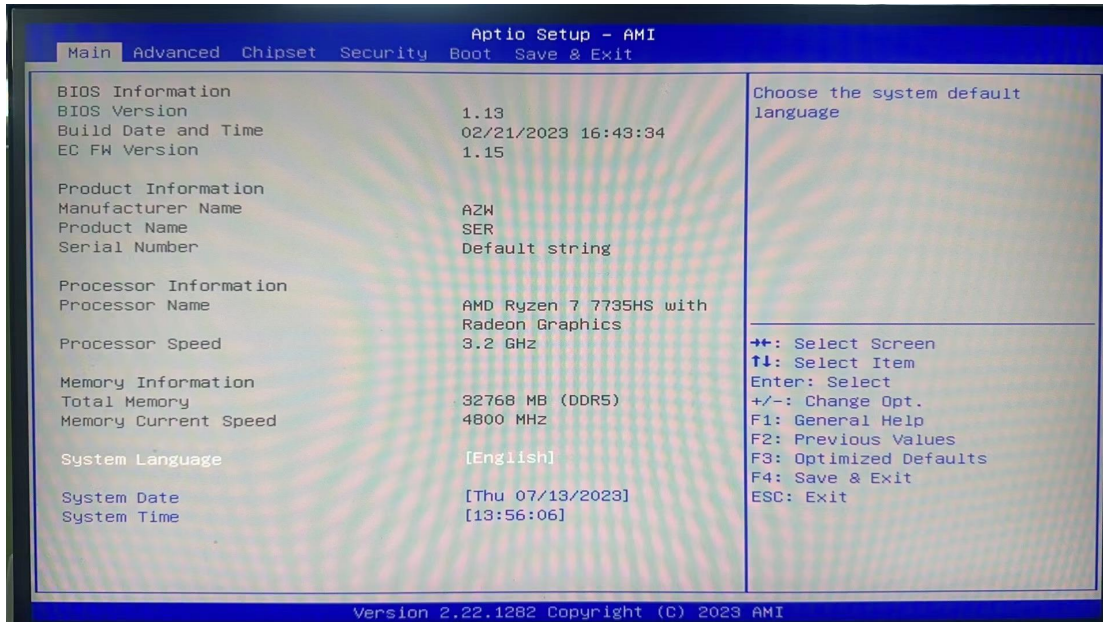 Aptio Setup - AMI
Main Advanced Chipset Security Boot Save & Exit
BIOS Information
BIOS Version 1.13
Build Date and Time 02/21/2023 16:43:34
EC FW Version 1.15
Product Information
Manufacturer Name AZW
Product Name SER
Serial Number Default string
Processor Information
Processor Name AMD Ryzen 7 7735HS with
Radeon Graphics
Processor Speed 3.2 GHz
Memory Information
Total Memory 32768 MB (DDR5)
Memory Current Speed 4800 MHz
System Language [English]
System Date [Thu 07/13/2023]
System Time [13:56:06]
Choose the system default
language
→←: Select Screen
↑↓: Select Item
Enter: Select
+/-: Change Opt.
F1: General Help
F2: Previous Values
F3: Optimized Defaults
F4: Save & Exit
ESC: Exit
Version 2.22.1282 Copyright (C) 2023 AMI